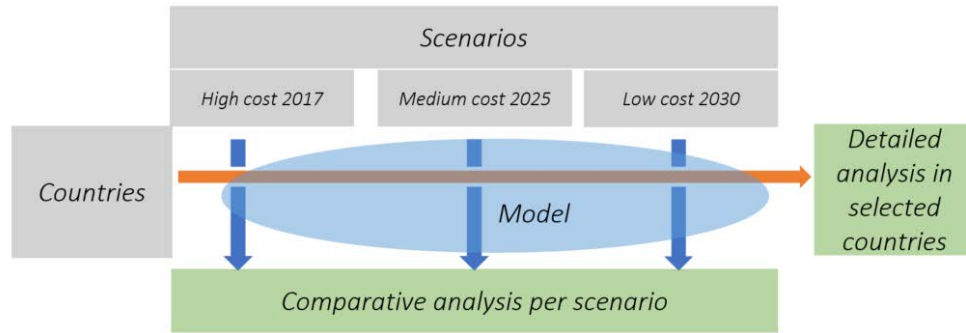 Scenarios
High cost 2017
Medium cost 2025
Low cost 2030
Countries
Model
Detailed
analysis in
selected
countries
Comparative analysis per scenario